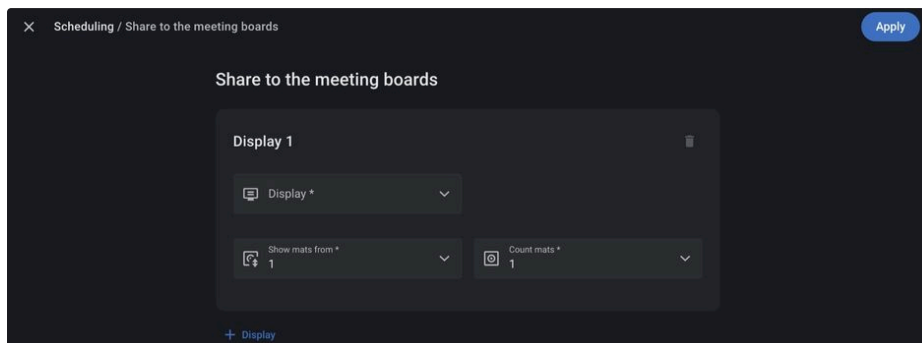 Scheduling / Share to the meeting boards
Apply
Share to the meeting boards
Display 1
Display *
Show mats from *
1
Count mats *
1
+ Display